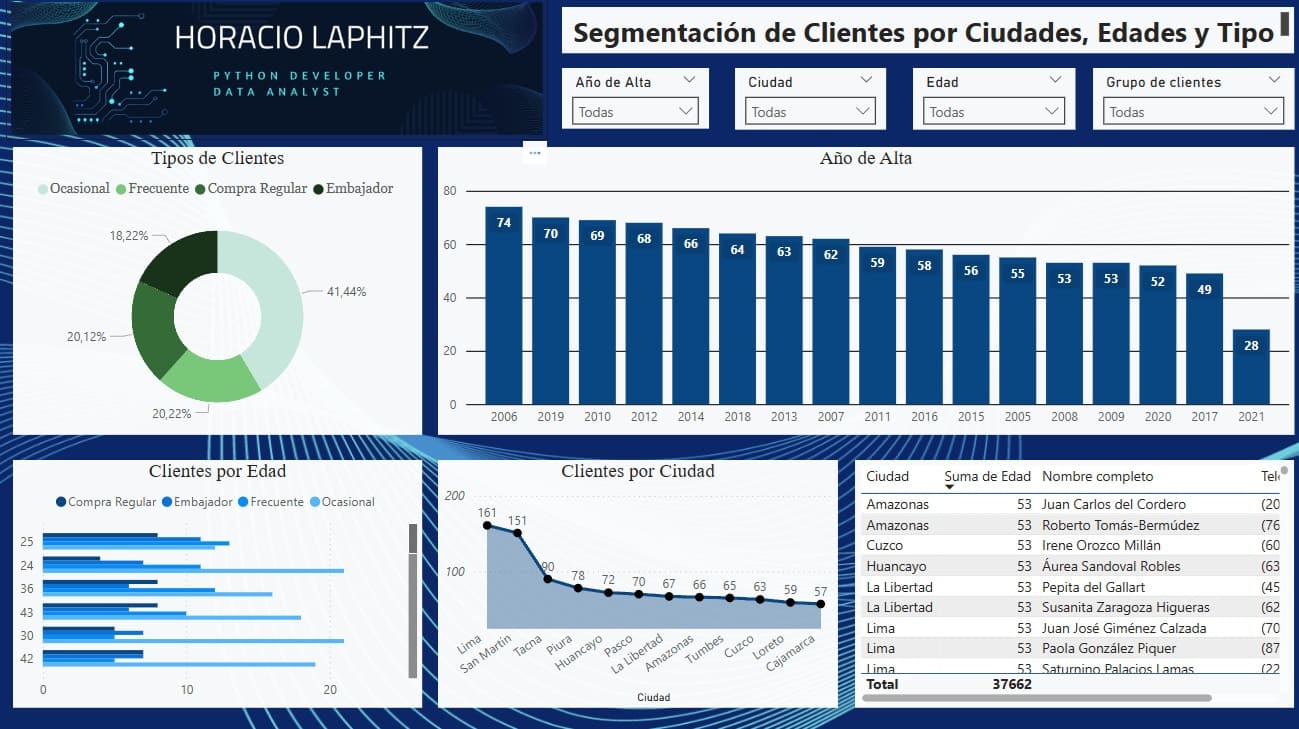 HORACIO LAPHITZ
PYTHON DEVELOPER
DATA ANALYST
Segmentación de Clientes por Ciudades, Edades y Tipo
Año de Alta
Todas
Ciudad
Todas
Edad
Todas
Grupo de clientes
Todas
Tipos de Clientes
Ocasional Frecuente Compra Regular Embajador
18,22%
41,44%
20,12%
20,22%
Año de Alta
80
60
40
20
0
74 70 69 68 66 64 63 62 59 58 56 55 53 53 52 49 28
2006 2019 2010 2012 2014 2018 2013 2007 2011 2016 2015 2005 2008 2009 2020 2017 2021
Clientes por Edad
Compra Regular Embajador Frecuente Ocasional
25
24
36
43
30
42
0 10 20
Clientes por Ciudad
200
100
161 151 90 78 72 70 67 66 65 63 59 57
Lima San Martín Tacna Piura Huancayo Pasco La Libertad Amazonas Tumbes Cuzco Loreto Cajamarca
Ciudad
Ciudad Suma de Edad Nombre completo Tel
Amazonas 53 Juan Carlos del Cordero (20
Amazonas 53 Roberto Tomás-Bermúdez (76
Cuzco 53 Irene Orozco Millán (60
Huancayo 53 Áurea Sandoval Robles (63
La Libertad 53 Pepita del Gallart (45
La Libertad 53 Susanita Zaragoza Higueras (62
Lima 53 Juan José Giménez Calzada (70
Lima 53 Paola González Piquer (87
Lima 53 Saturnino Palacios Lamas (22
Total 37662